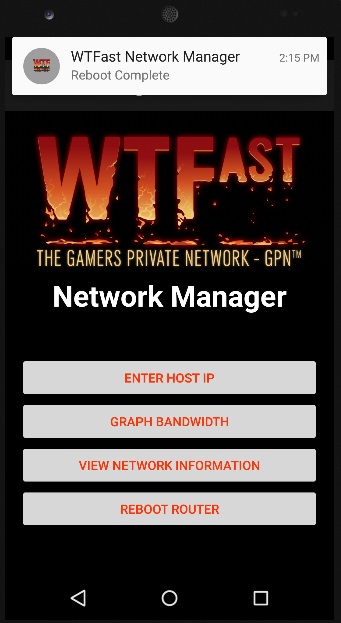 WTFast Network Manager 2:15 PM
Reboot Complete
WTFAST
THE GAMERS PRIVATE NETWORK - GPN™
Network Manager
ENTER HOST IP
GRAPH BANDWIDTH
VIEW NETWORK INFORMATION
REBOOT ROUTER